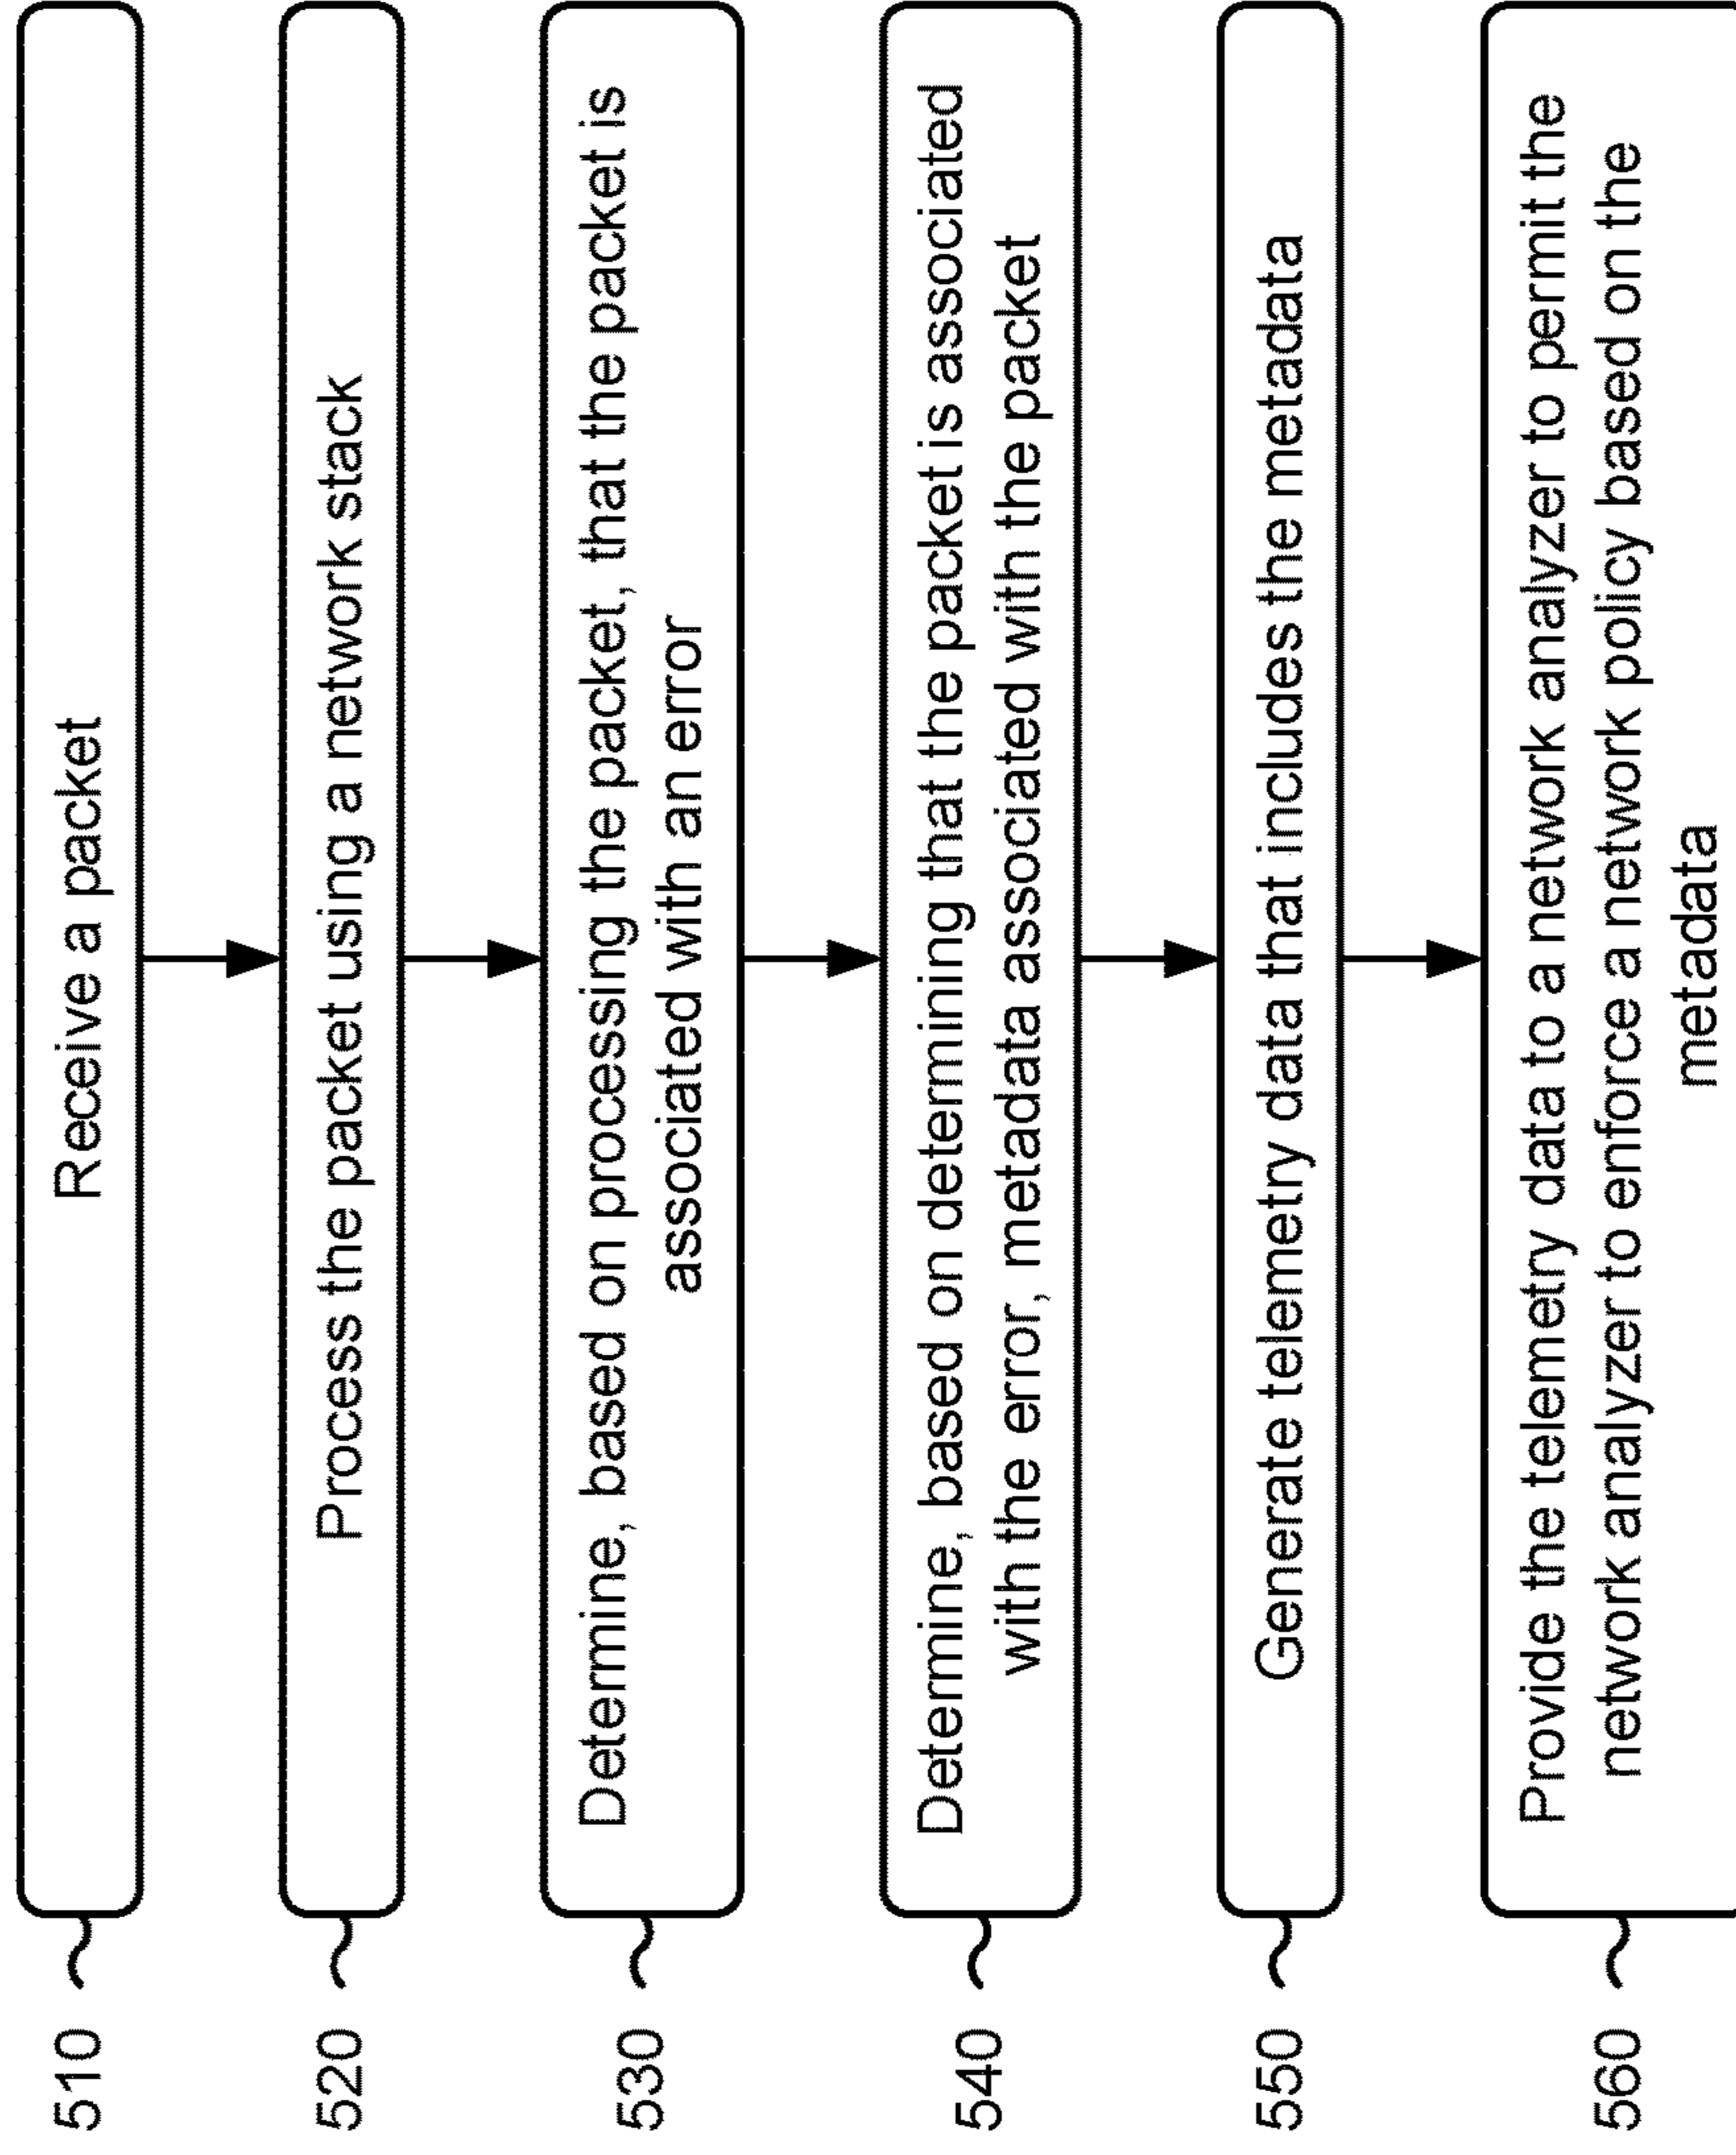 510
Receive a packet
520
Process the packet using a network stack
530
Determine, based on processing the packet, that the packet is
associated with an error
540
Determine, based on determining that the packet is associated
with the error, metadata associated with the packet
550
Generate telemetry data that includes the metadata
560
Provide the telemetry data to a network analyzer to permit the
network analyzer to enforce a network policy based on the
metadata